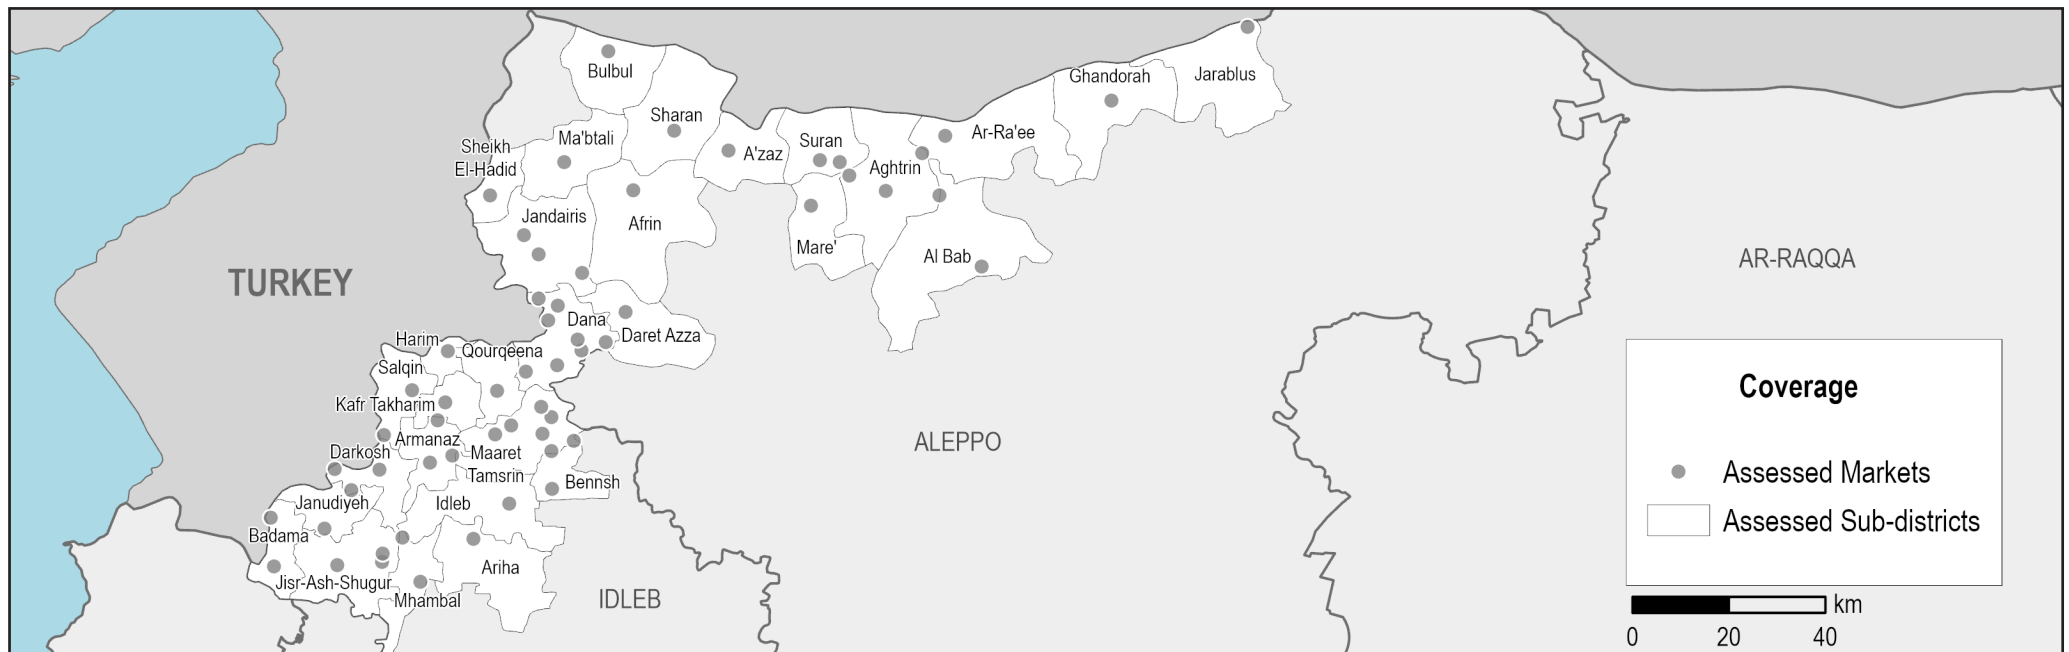 Bulbul
Ghandorah
Jarablus
Sharan
Ma'btali
Ar-Ra'ee
Suran
Sheikh
El-Hadid
A'zaz
Aghtrin
Jandairis
Afrin
Mare'
Al Bab
AR-RAQQA
TURKEY
Dana
Daret Azza
Harim
Qourqeena
Salqin
Kafr Takharim
Armanaz
Darkosh
Maaret
Tamsrin
Bennsh
Janudiyeh
Idleb
Badama
Ariha
Jisr-Ash-Shugur
Mhambal
IDLEB
ALEPPO
Coverage
Assessed Markets
Assessed Sub-districts
km
0 20 40